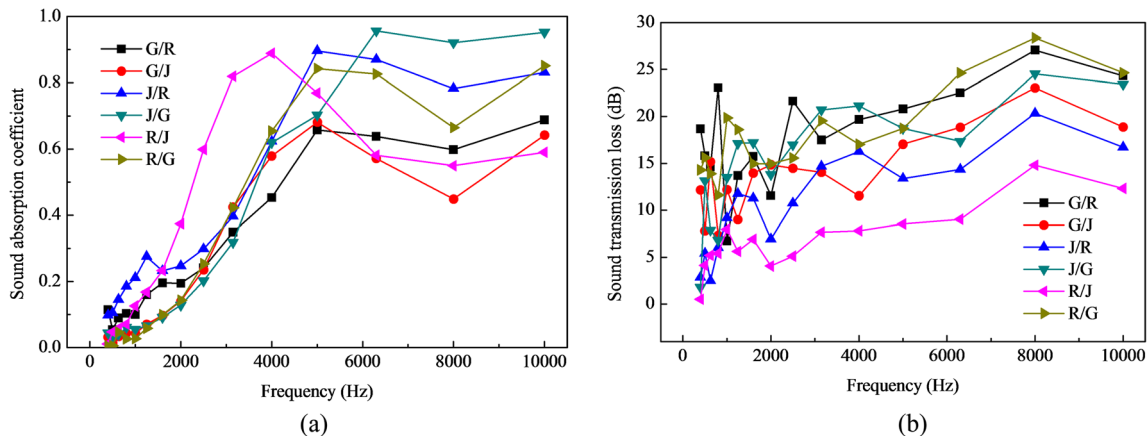 1.0
0.8
0.6
0.4
0.2
0.0
Sound absorption coefficient
G/R
G/J
J/R
J/G
R/J
R/G
0 2000 4000 6000 8000 10000
Frequency (Hz)
(a)
30
25
20
15
10
5
0
Sound transmission loss (dB)
G/R
G/J
J/R
J/G
R/J
R/G
0 2000 4000 6000 8000 10000
Frequency (Hz)
(b)